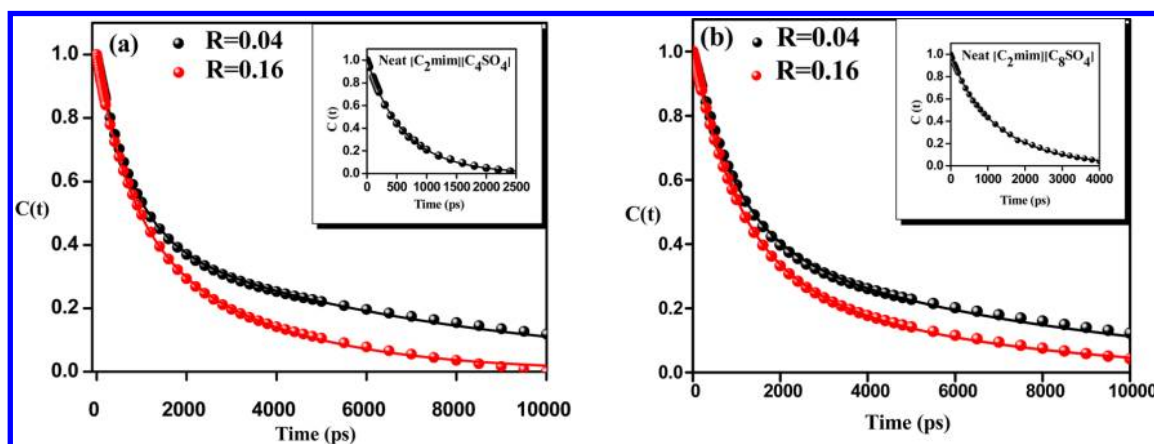 (a)
R=0.04
R=0.16
Neat [C2mim][C4SO4]
C (t)
1.0
0.8
0.6
0.4
0.2
0.0
0 500 1000 1500 2000 2500
Time (ps)
C(t)
1.0
0.8
0.6
0.4
0.2
0.0
0 2000 4000 6000 8000 10000
Time (ps)
(b)
R=0.04
R=0.16
Neat [C2mim][C8SO4]
C (t)
1.0
0.8
0.6
0.4
0.2
0.0
0 1000 2000 3000 4000
Time (ps)
C(t)
1.0
0.8
0.6
0.4
0.2
0.0
0 2000 4000 6000 8000 10000
Time (ps)